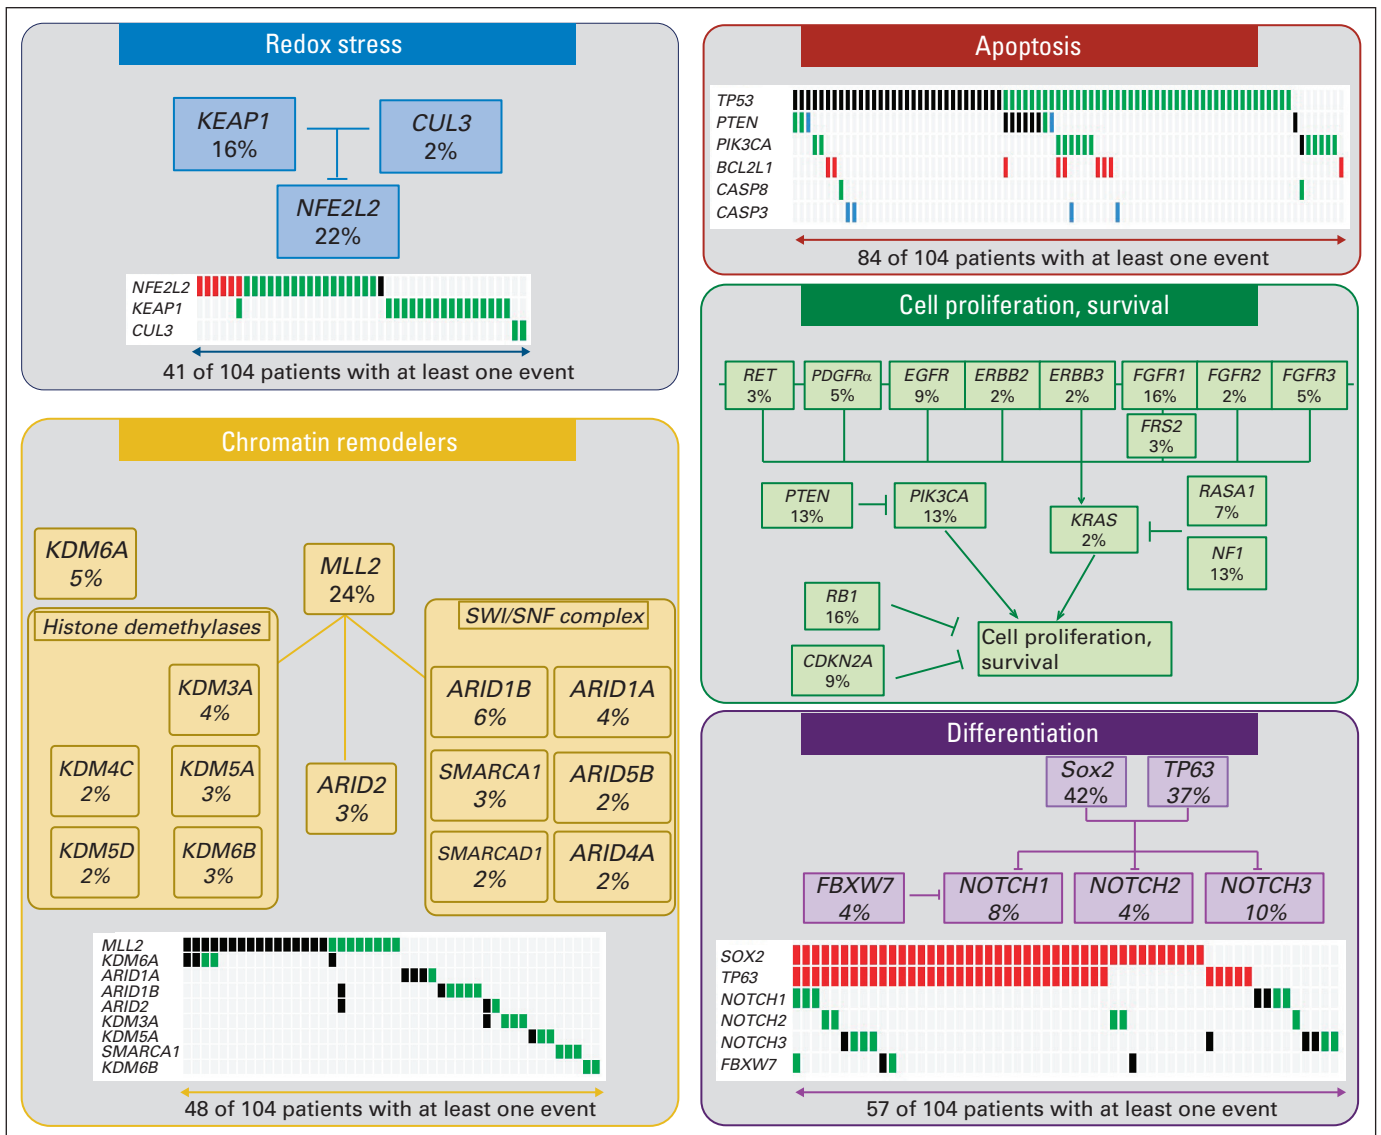 Redox stress
KEAP1
16%
CUL3
2%
NFE2L2
22%
NFE2L2
KEAP1
CUL3
41 of 104 patients with at least one event
Chromatin remodelers
KDM6A
5%
MLL2
24%
Histone demethylases
KDM3A
4%
KDM4C
2%
KDM5A
3%
KDM5D
2%
KDM6B
3%
ARID2
3%
SWI/SNF complex
ARID1B
6%
ARID1A
4%
SMARCA1
3%
ARID5B
2%
SMARCAD1
2%
ARID4A
2%
MLL2
KDM6A
ARID1A
ARID1B
ARID2
KDM3A
KDM5A
SMARCA1
KDM6B
48 of 104 patients with at least one event
Apoptosis
TP53
PTEN
PIK3CA
BCL2L1
CASP8
CASP3
84 of 104 patients with at least one event
Cell proliferation, survival
RET
3%
PDGFRα
5%
EGFR
9%
ERBB2
2%
ERBB3
2%
FGFR1
16%
FGFR2
2%
FGFR3
5%
FRS2
3%
PTEN
13%
PIK3CA
13%
KRAS
2%
RASA1
7%
NF1
13%
RB1
16%
CDKN2A
9%
Cell proliferation,
survival
Differentiation
Sox2
42%
TP63
37%
FBXW7
4%
NOTCH1
8%
NOTCH2
4%
NOTCH3
10%
SOX2
TP63
NOTCH1
NOTCH2
NOTCH3
FBXW7
57 of 104 patients with at least one event